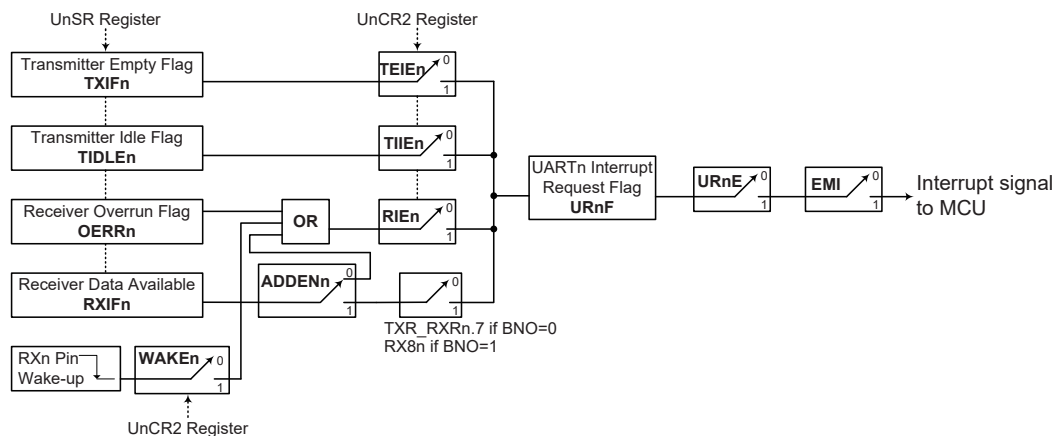 UnSR Register
UnCR2 Register
Transmitter Empty Flag
TXIFn
TEIEn
0
1
Transmitter Idle Flag
TIDLEn
TIIEn
0
1
UARTn Interrupt
Request Flag
URnF
URnE
0
1
EMI
0
1
Interrupt signal
to MCU
Receiver Overrun Flag
OERRn
OR
RIEn
0
1
Receiver Data Available
RXIFn
ADDENn
0
1
0
1
TXR_RXRn.7 if BNO=0
RX8n if BNO=1
RXn Pin
Wake-up
WAKEn
0
1
UnCR2 Register